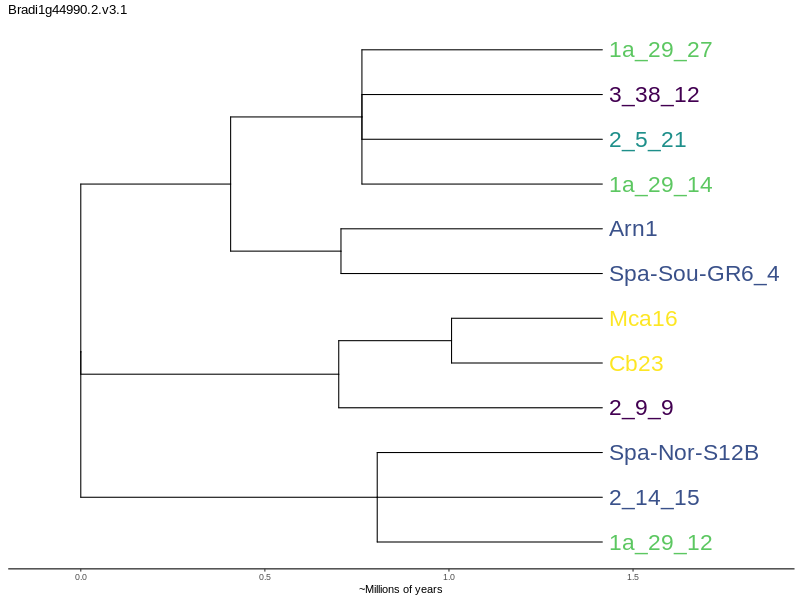 Bradi1g44990.2.v3.1
1a_29_27
3_38_12
2_5_21
1a_29_14
Arn1
Spa-Sou-GR6_4
Mca16
Cb23
2_9_9
Spa-Nor-S12B
2_14_15
1a_29_12
0.0 0.5 1.0 1.5
~Millions of years